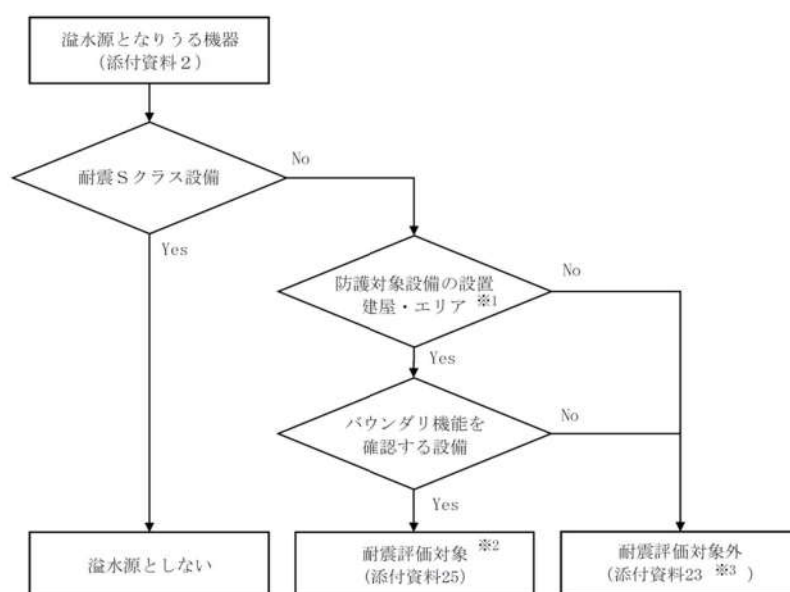 溢水源となりうる機器
（添付資料２）
耐震Ｓクラス設備
No
Yes
防護対象設備の設置
建屋・エリア ※1
No
Yes
バウンダリ機能を
確認する設備
No
Yes
溢水源としない
耐震評価対象 ※2
(添付資料25)
耐震評価対象外
(添付資料23 ※3 )